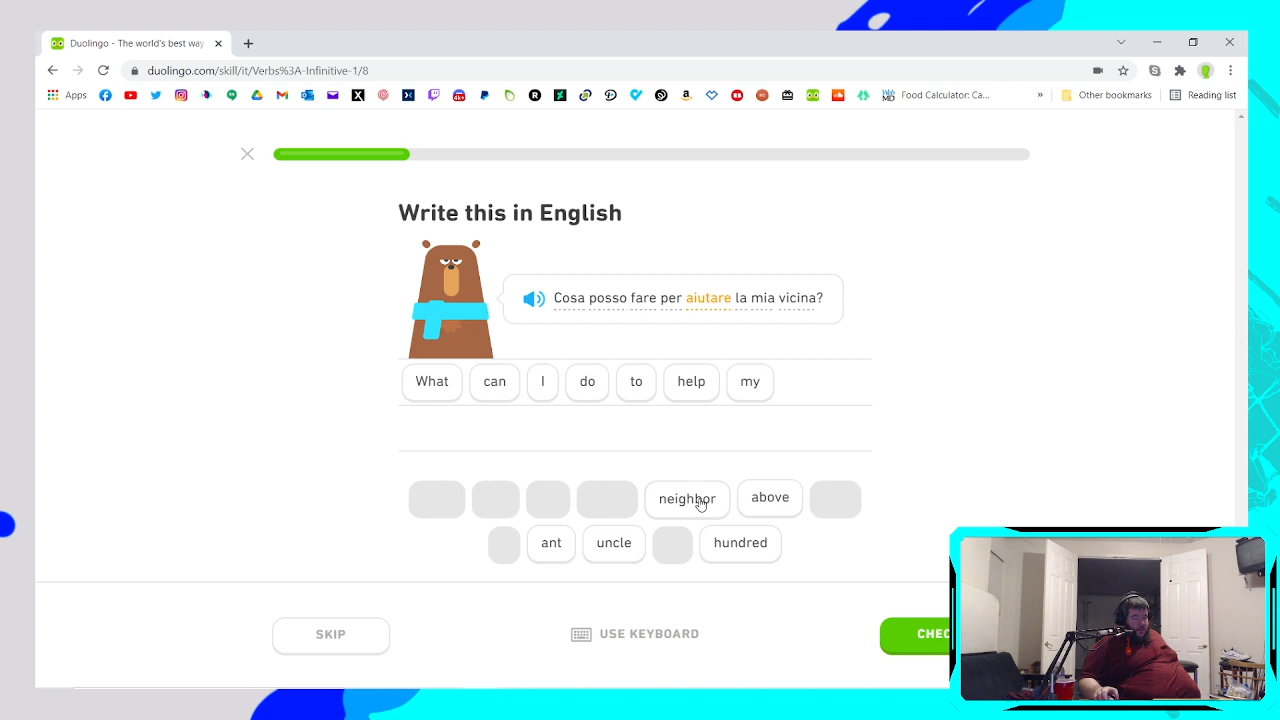 Duolingo - The world's best way
duolingo.com/skill/it/Verbs%3A-Infinitive-1/8
Apps
Food Calculator: Ca...
»
Other bookmarks
Reading list
Write this in English
Cosa posso fare per aiutare la mia vicina?
What can I do to help my
neighbor above
ant uncle hundred
SKIP
USE KEYBOARD
CHEC